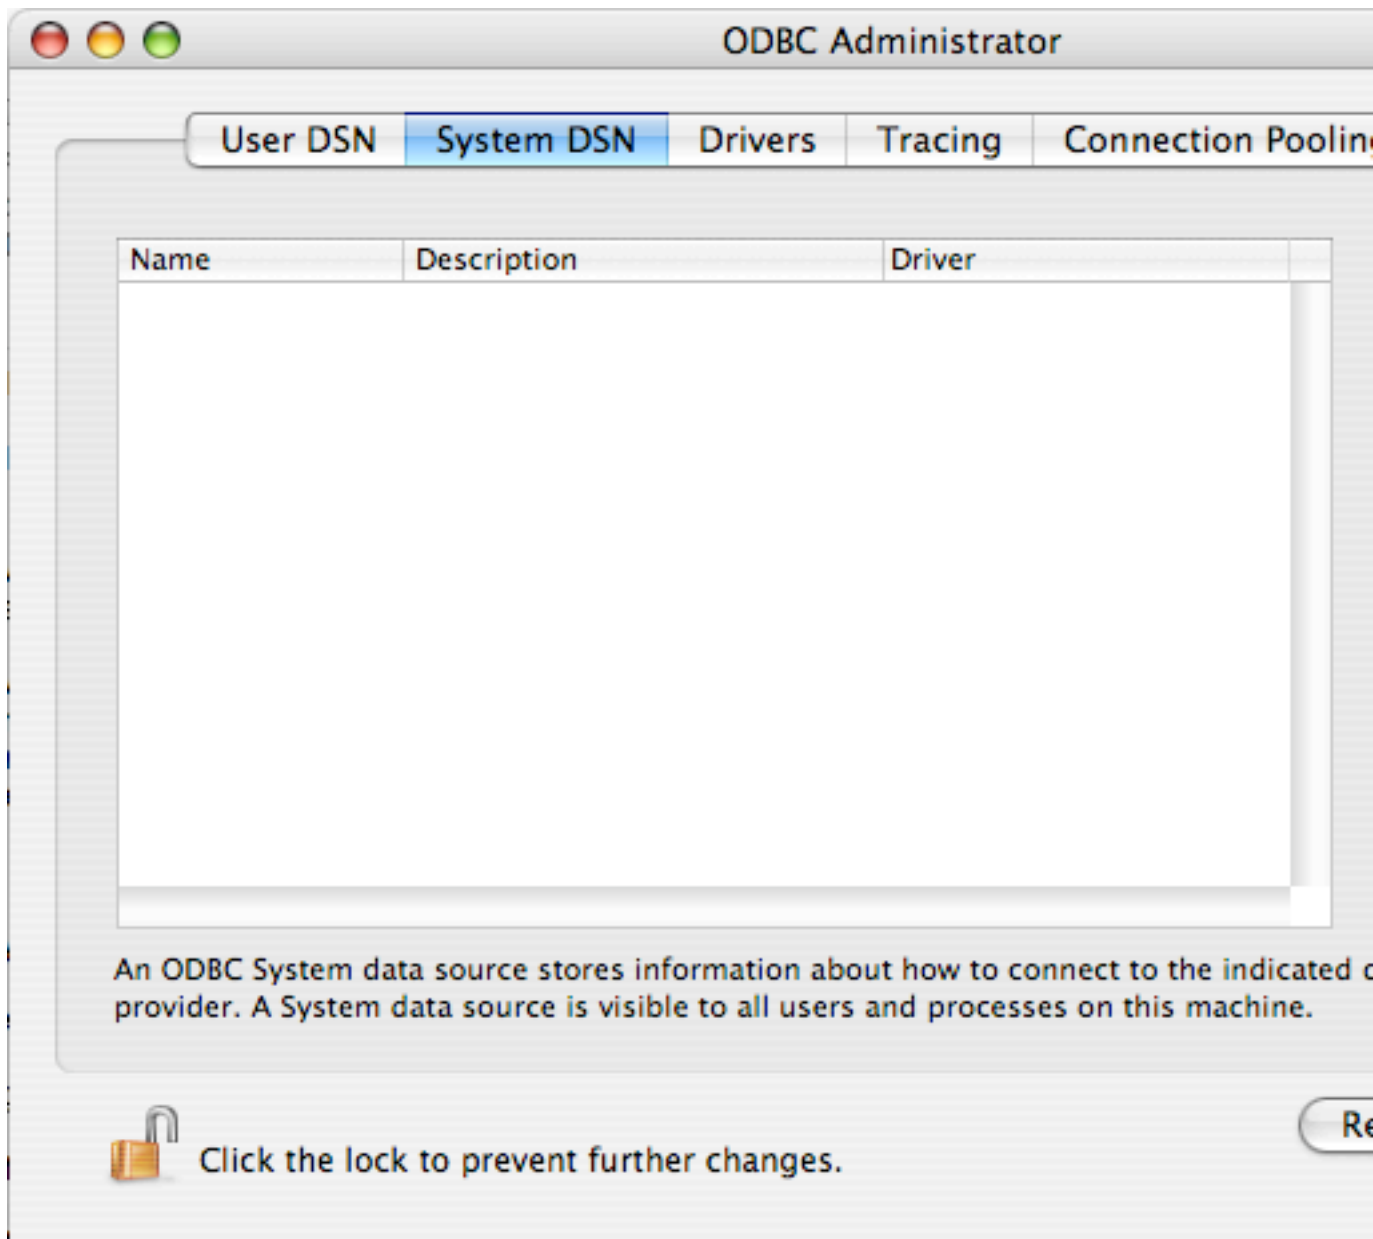 ODBC Administrator
User DSN System DSN Drivers Tracing Connection Pooling
Name Description Driver
An ODBC System data source stores information about how to connect to the indicated
provider. A System data source is visible to all users and processes on this machine.
Click the lock to prevent further changes.